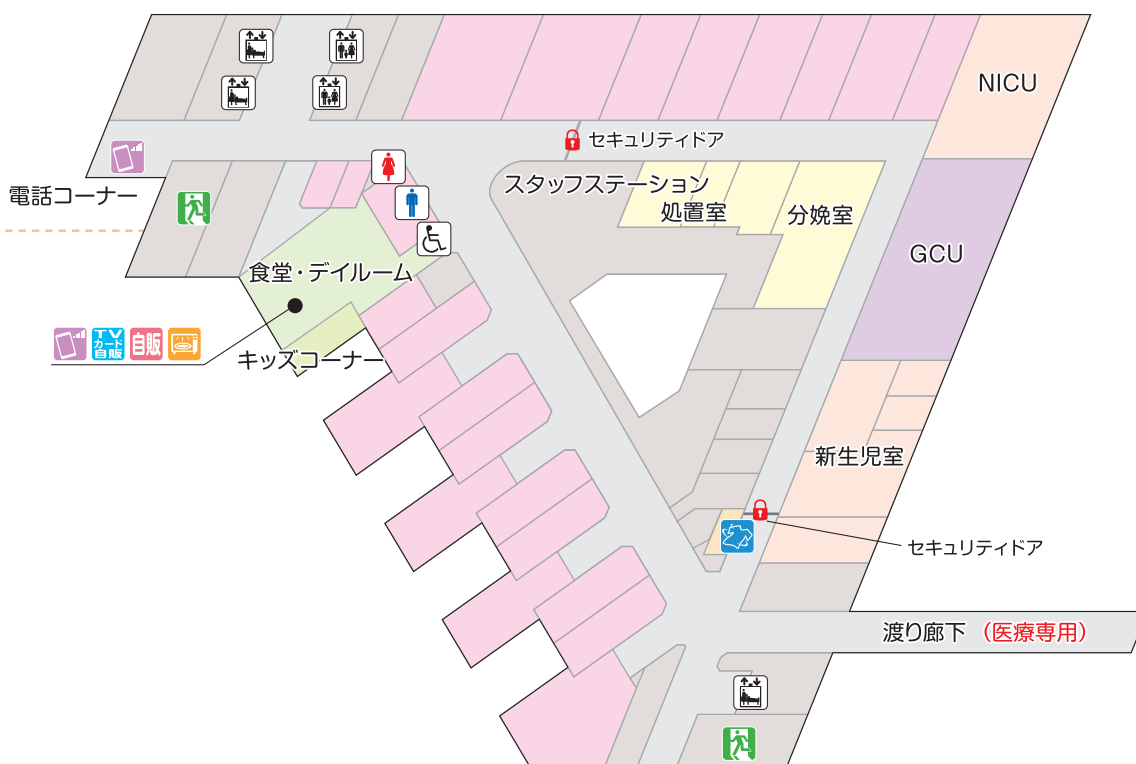 NICU
セキュリティドア
電話コーナー
スタッフステーション
処置室
分娩室
GCU
食堂・デイルーム
TV
カード
自販
自販
キッズコーナー
新生児室
セキュリティドア
渡り廊下（医療専用）